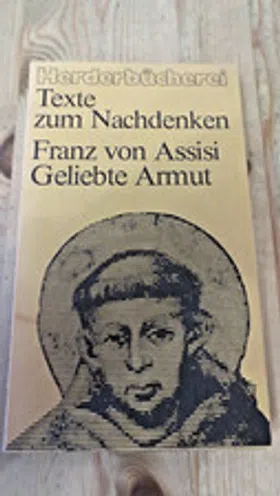 Herderbücherei
Texte
zum Nachdenken
Franz von Assisi
Geliebte Armut